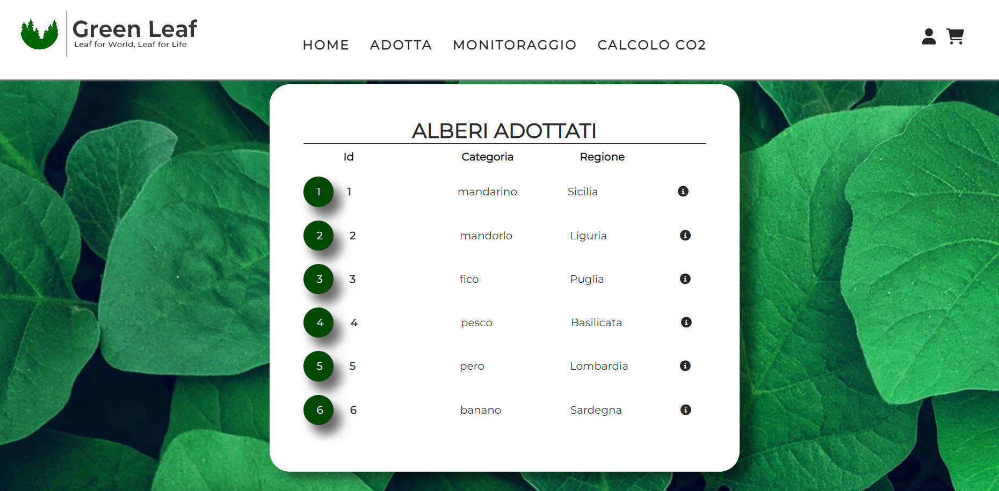 Green Leaf
Leaf for World, Leaf for Life
HOME ADOTTA MONITORAGGIO CALCOLO CO2
ALBERI ADOTTATI
Id Categoria Regione
1 1 mandarino Sicilia
2 2 mandorlo Liguria
3 3 fico Puglia
4 4 pesco Basilicata
5 5 pero Lombardia
6 6 banano Sardegna